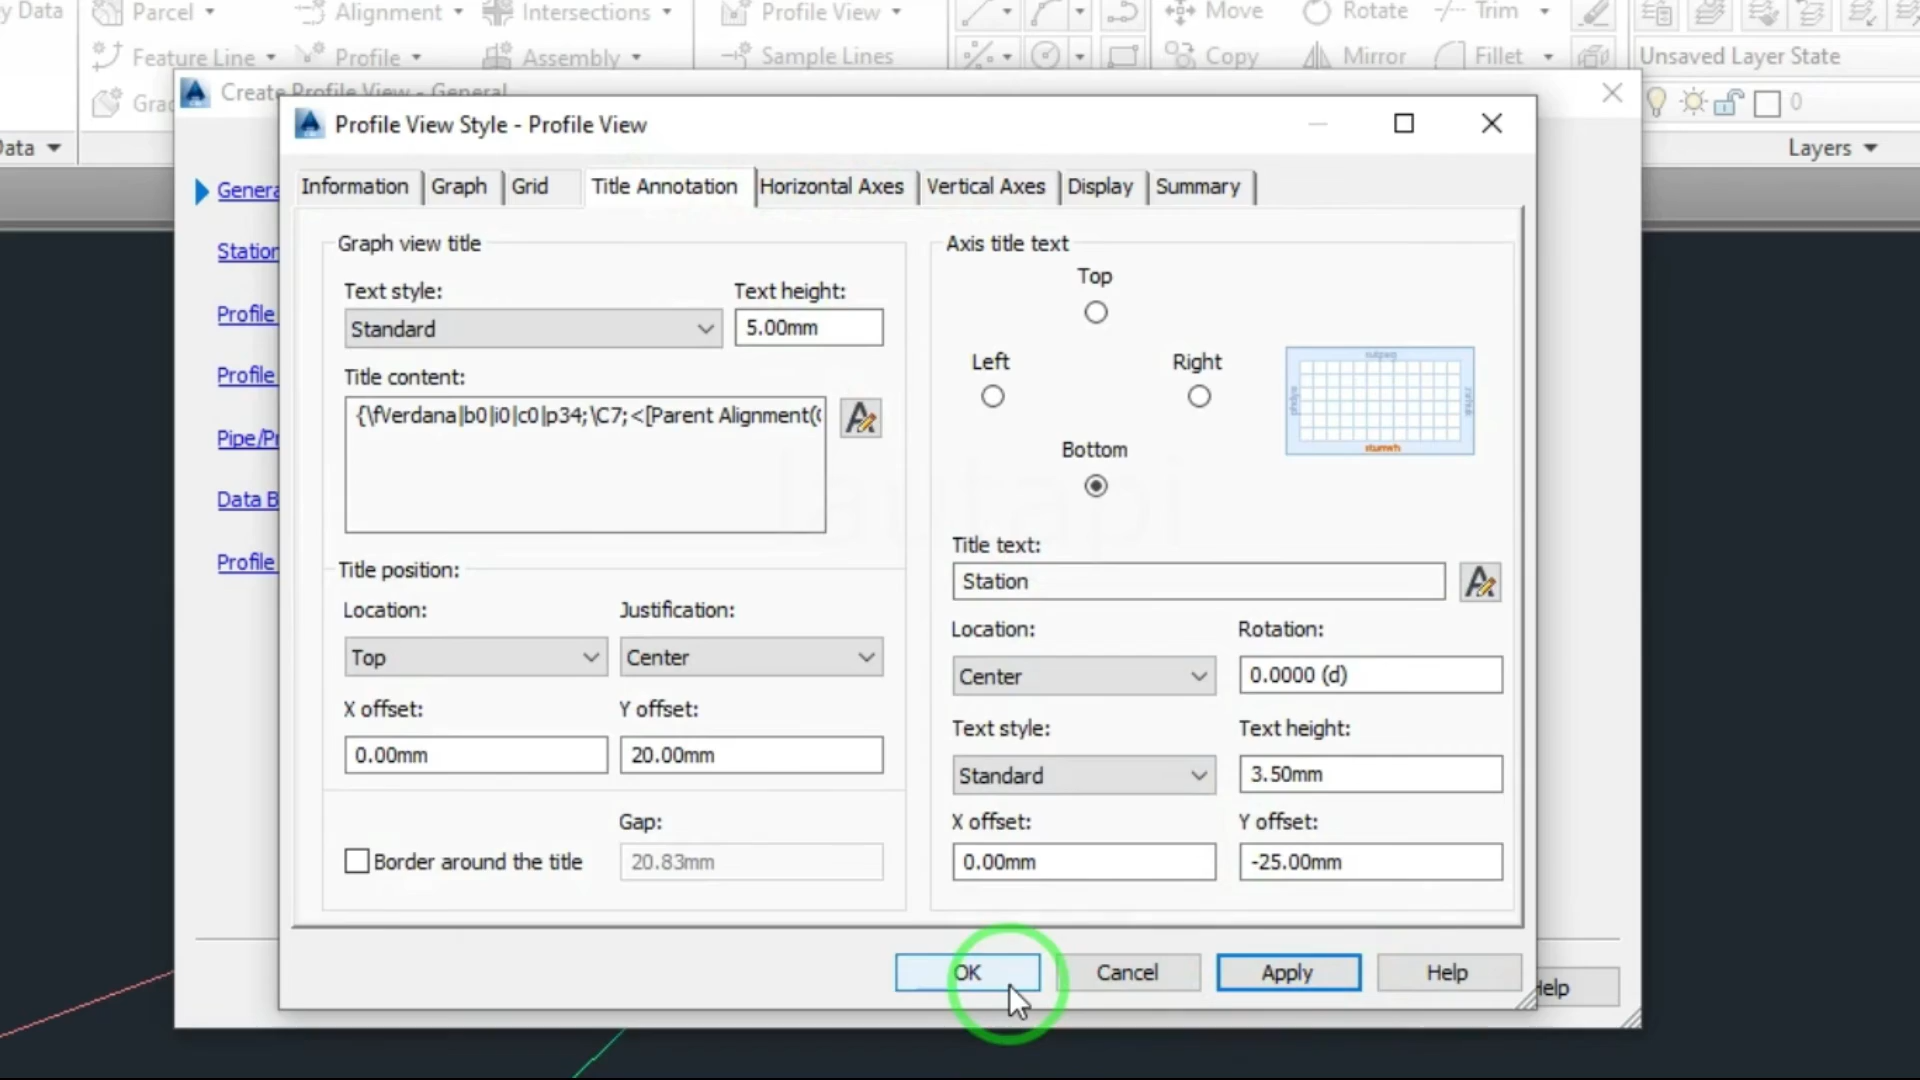 y Data
Parcel
Alignment
Intersections
Profile View
Move
Rotate
Trim
Feature Line
Profile
Assembly
Sample Lines
Copy
Mirror
Fillet
Unsaved Layer State
Create Profile View - General
0
Layers
Profile View Style - Profile View
Information
Graph
Grid
Title Annotation
Horizontal Axes
Vertical Axes
Display
Summary
Graph view title
Text style:
Text height:
Standard
5.00mm
Title content:
{\fVerdana|b0|i0|c0|p34;\C7;<[Parent Alignment(
Title position:
Location:
Justification:
Top
Center
X offset:
Y offset:
0.00mm
20.00mm
Gap:
Border around the title
20.83mm
Axis title text
Top
Left
Right
Bottom
Title text:
Station
Location:
Rotation:
Center
0.0000 (d)
Text style:
Text height:
Standard
3.50mm
X offset:
Y offset:
0.00mm
-25.00mm
OK
Cancel
Apply
Help
Genera
Station
Profile
Profile
Pipe/Pr
Data B
Profile